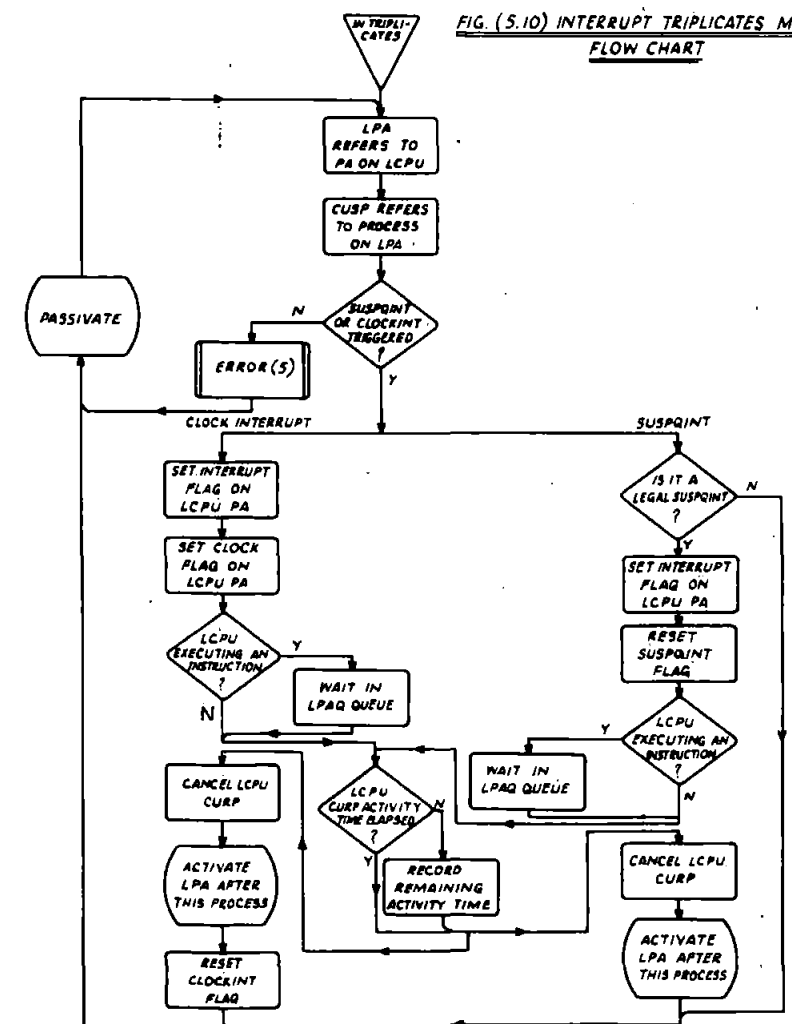 IN TRIPLI-
CATES
FIG. (5.10) INTERRUPT TRIPLICATES M
FLOW CHART
LPA
REFERS TO
PA ON LCPU
CUSP REFERS
TO PROCESS
ON LPA
PASSIVATE
N
SUSPQINT
OR CLOCKINT
TRIGGERED
?
Y
ERROR(5)
CLOCK INTERRUPT
SUSPQINT
SET INTERRUPT
FLAG ON
LCPU PA
IS IT A
LEGAL SUSPQINT
?
N
Y
SET CLOCK
FLAG ON
LCPU PA
SET INTERRUPT
FLAG ON
LCPU PA
LCPU
EXECUTING AN
INSTRUCTION
?
Y
N
WAIT IN
LPAQ QUEUE
RESET
SUSPQINT
FLAG
LCPU
EXECUTING AN
INSTRUCTION
?
Y
N
WAIT IN
LPAQ QUEUE
CANCEL LCPU
CURP
LCPU
CURP ACTIVITY
TIME ELAPSED
?
N
Y
ACTIVATE
LPA AFTER
THIS PROCESS
RECORD
REMAINING
ACTIVITY TIME
CANCEL LCPU
CURP
RESET
CLOCKINT
FLAG
ACTIVATE
LPA AFTER
THIS PROCESS